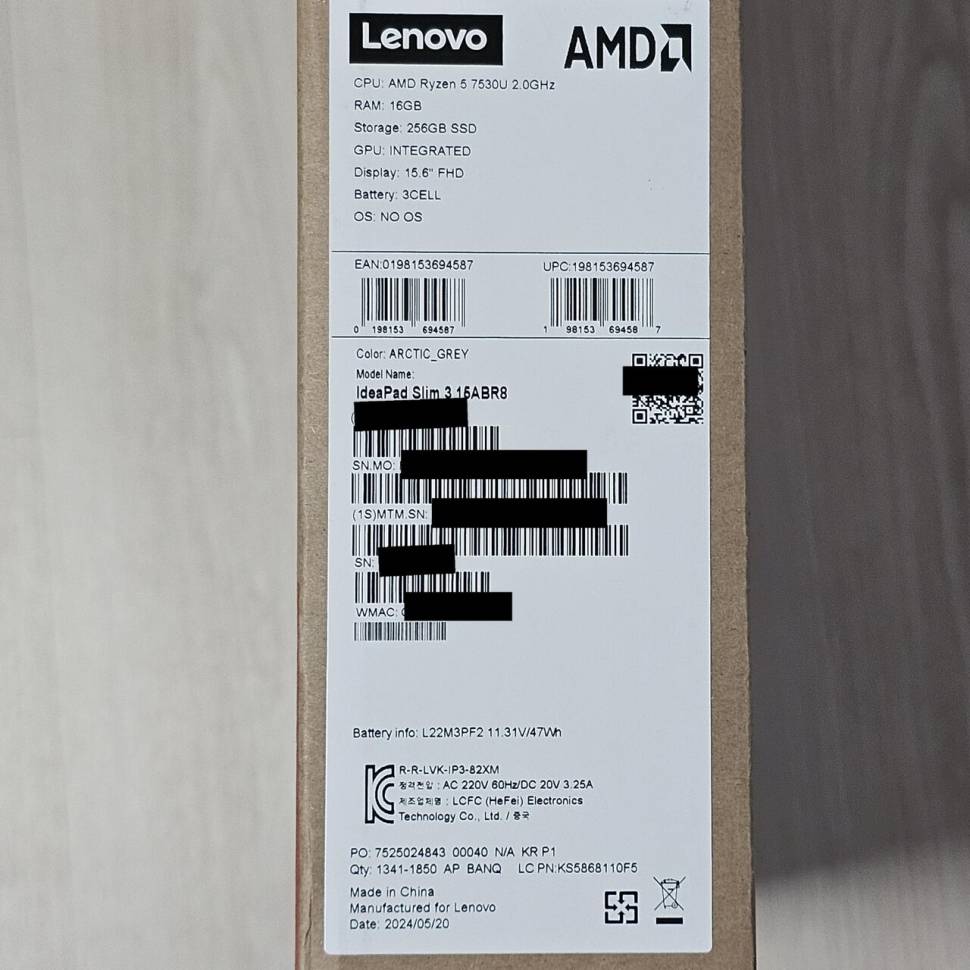 Lenovo
AMD
CPU: AMD Ryzen 5 7530U 2.0GHz
RAM: 16GB
Storage: 256GB SSD
GPU: INTEGRATED
Display: 15.6" FHD
Battery: 3CELL
OS: NO OS
EAN:0198153694587 UPC:198153694587
0 198153 694587 1 98153 69458 7
Color: ARCTIC_GREY
Model Name:
IdeaPad Slim 3 15ABR8
SN.MO:
(1S)MTM.SN:
SN:
WMAC:
Battery info: L22M3PF2 11.31V/47Wh
R-R-LVK-IP3-82XM
정격전압 : AC 220V 60Hz/DC 20V 3.25A
제조업체명 : LCFC (HeFei) Electronics
Technology Co., Ltd. / 중국
PO: 7525024843 00040 N/A KR P1
Qty: 1341-1850 AP BANQ LC PN:KS5868110F5
Made in China
Manufactured for Lenovo
Date: 2024/05/20